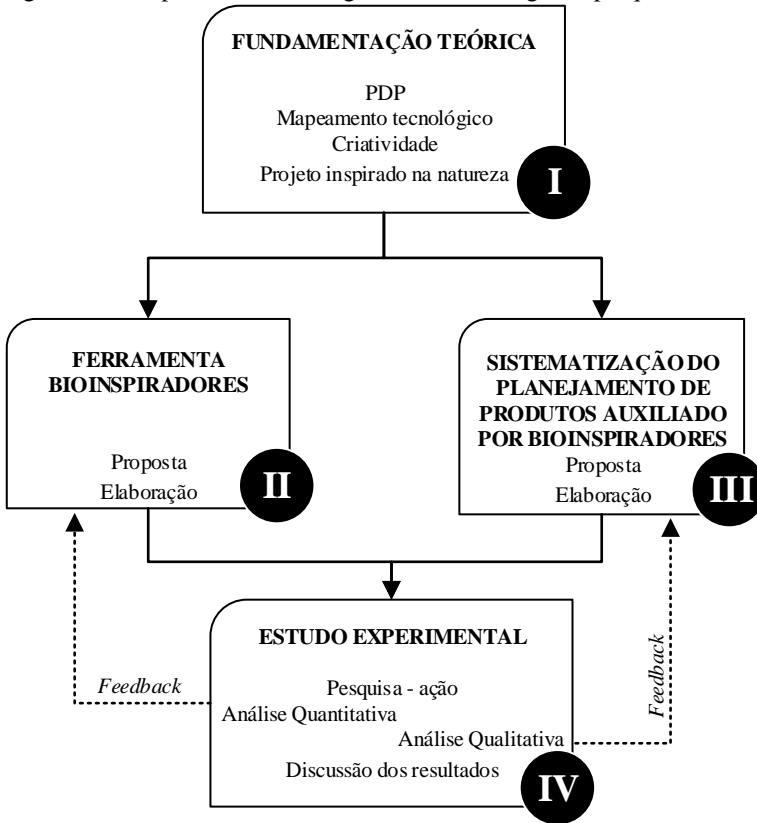 FUNDAMENTAÇÃO TEÓRICA
PDP
Mapeamento tecnológico
Criatividade
Projeto inspirado na natureza
I
FERRAMENTA
BIOINSPIRADORES
Proposta
Elaboração
II
SISTEMATIZAÇÃO DO
PLANEJAMENTO DE
PRODUTOS AUXILIADO
POR BIOINSPIRADORES
Proposta
Elaboração
III
ESTUDO EXPERIMENTAL
Pesquisa - ação
Análise Quantitativa
Análise Qualitativa
Discussão dos resultados
IV
Feedback
Feedback